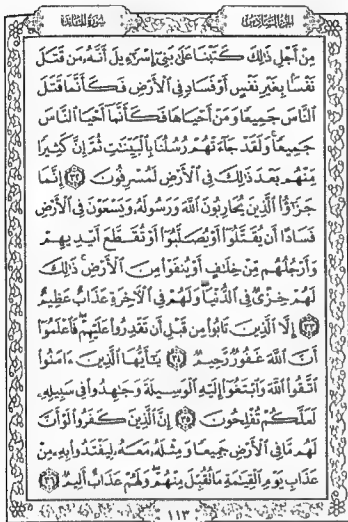 الجزء السادس سورة المائدة
مِنْ أَجْلِ ذَٰلِكَ كَتَبْنَا عَلَىٰ بَنِىٓ إِسْرَٰٓءِيلَ أَنَّهُۥ مَن قَتَلَ
نَفْسًۢا بِغَيْرِ نَفْسٍ أَوْ فَسَادٍ فِى ٱلْأَرْضِ فَكَأَنَّمَا قَتَلَ
ٱلنَّاسَ جَمِيعًا وَمَنْ أَحْيَاهَا فَكَأَنَّمَآ أَحْيَا ٱلنَّاسَ
جَمِيعًا ۚ وَلَقَدْ جَآءَتْهُمْ رُسُلُنَا بِٱلْبَيِّنَٰتِ ثُمَّ إِنَّ كَثِيرًا
مِّنْهُم بَعْدَ ذَٰلِكَ فِى ٱلْأَرْضِ لَمُسْرِفُونَ ﴿٣٢﴾ إِنَّمَا
جَزَٰٓؤُا۟ ٱلَّذِينَ يُحَارِبُونَ ٱللَّهَ وَرَسُولَهُۥ وَيَسْعَوْنَ فِى ٱلْأَرْضِ
فَسَادًا أَن يُقَتَّلُوٓا۟ أَوْ يُصَلَّبُوٓا۟ أَوْ تُقَطَّعَ أَيْدِيهِمْ
وَأَرْجُلُهُم مِّنْ خِلَٰفٍ أَوْ يُنفَوْا۟ مِنَ ٱلْأَرْضِ ۚ ذَٰلِكَ
لَهُمْ خِزْىٌ فِى ٱلدُّنْيَا ۖ وَلَهُمْ فِى ٱلْءَاخِرَةِ عَذَابٌ عَظِيمٌ
﴿٣٣﴾ إِلَّا ٱلَّذِينَ تَابُوا۟ مِن قَبْلِ أَن تَقْدِرُوا۟ عَلَيْهِمْ ۖ فَٱعْلَمُوٓا۟
أَنَّ ٱللَّهَ غَفُورٌ رَّحِيمٌ ﴿٣٤﴾ يَٰٓأَيُّهَا ٱلَّذِينَ ءَامَنُوا۟
ٱتَّقُوا۟ ٱللَّهَ وَٱبْتَغُوٓا۟ إِلَيْهِ ٱلْوَسِيلَةَ وَجَٰهِدُوا۟ فِى سَبِيلِهِۦ
لَعَلَّكُمْ تُفْلِحُونَ ﴿٣٥﴾ إِنَّ ٱلَّذِينَ كَفَرُوا۟ لَوْ أَنَّ
لَهُم مَّا فِى ٱلْأَرْضِ جَمِيعًا وَمِثْلَهُۥ مَعَهُۥ لِيَفْتَدُوا۟ بِهِۦ مِنْ
عَذَابِ يَوْمِ ٱلْقِيَٰمَةِ مَا تُقُبِّلَ مِنْهُمْ ۖ وَلَهُمْ عَذَابٌ أَلِيمٌ ﴿٣٦﴾
١١٣